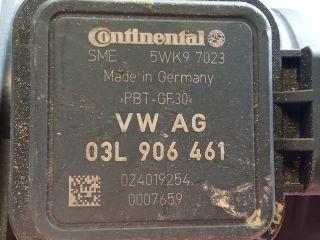 Continental
SME 5WK9 7023
Made in Germany
>PBT-GF30<
VW AG
03L 906 461
024019254
0007659